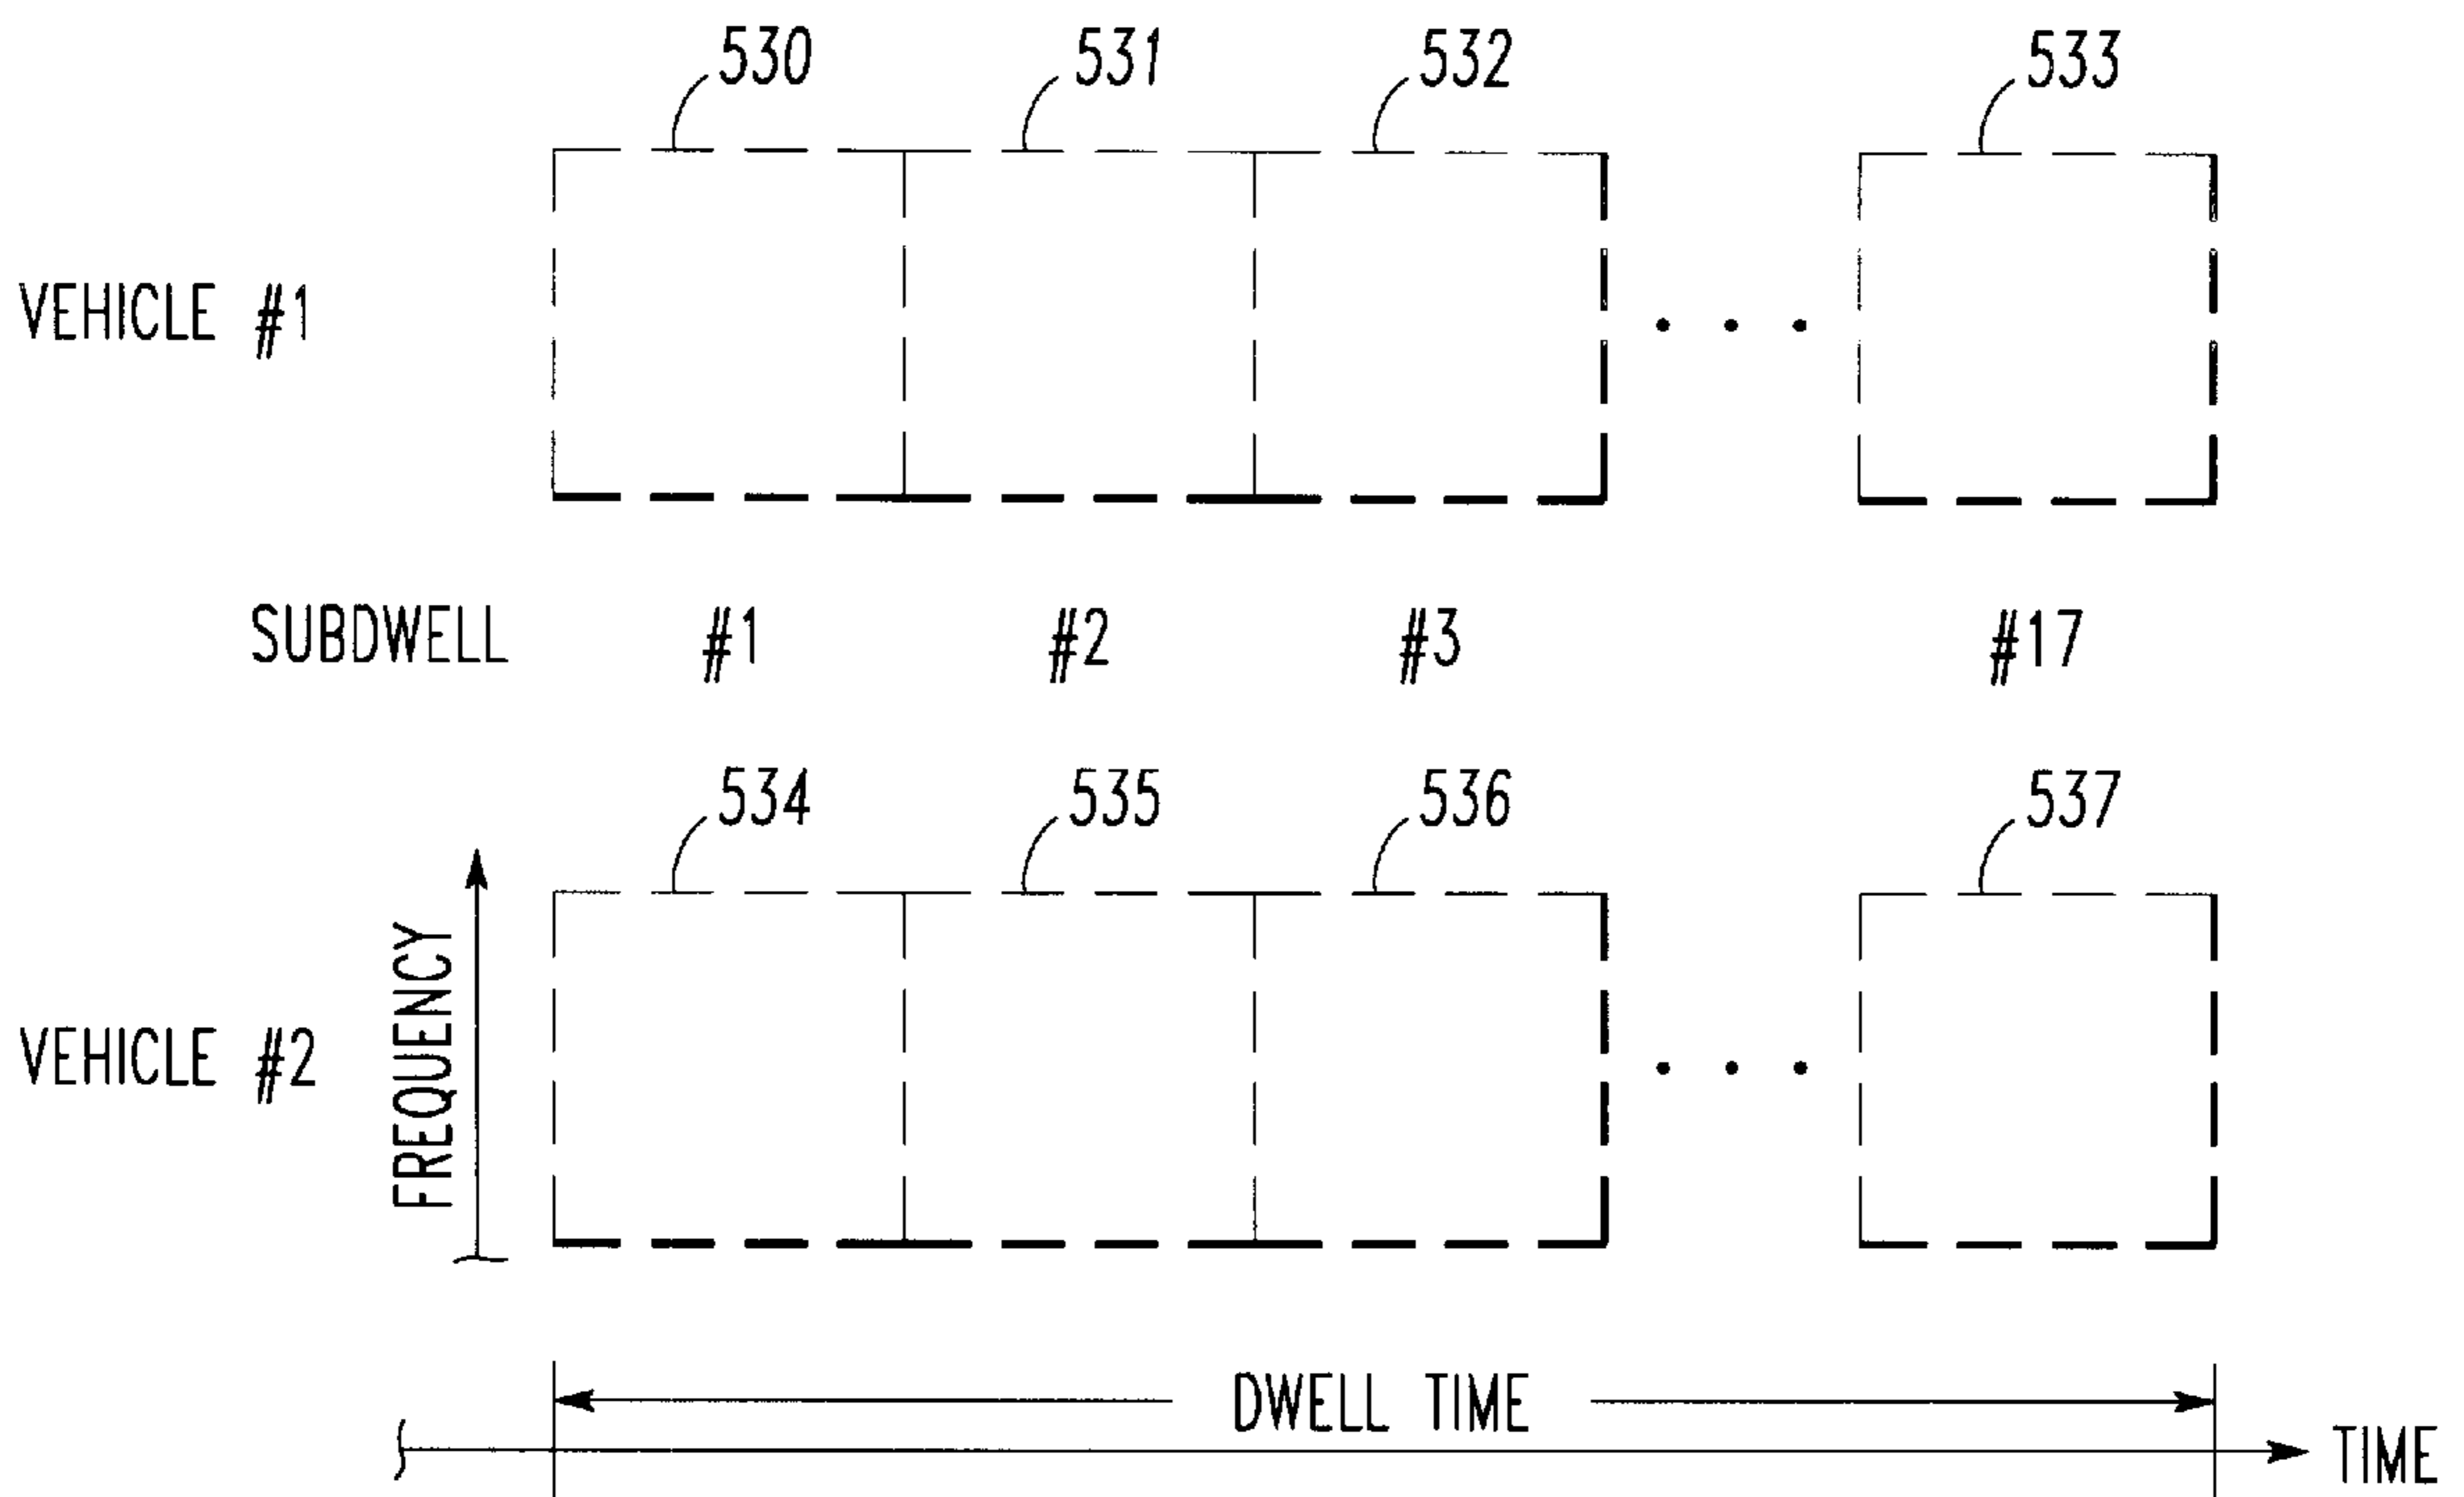 530 531 532 533
VEHICLE #1
SUBDWELL #1 #2 #3 #17
534 535 536 537
VEHICLE #2
FREQUENCY
DWELL TIME
TIME